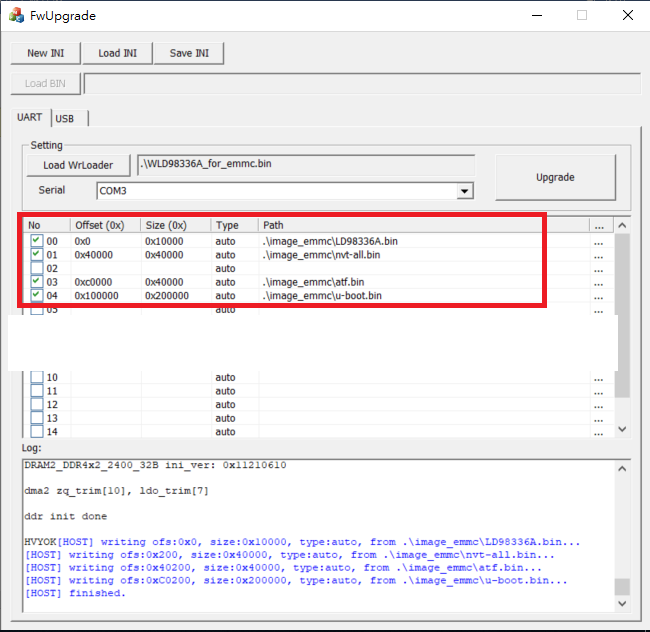 FwUpgrade
New INI Load INI Save INI
Load BIN
UART USB
Setting
Load WrLoader .\WLD98336A_for_emmc.bin
Upgrade
Serial COM3
No Offset (0x) Size (0x) Type Path ...
00 0x0 0x10000 auto .\image_emmc\LD98336A.bin ...
01 0x40000 0x40000 auto .\image_emmc\nvt-all.bin ...
02 auto ...
03 0xc0000 0x40000 auto .\image_emmc\atf.bin ...
04 0x100000 0x200000 auto .\image_emmc\u-boot.bin ...
05 auto ...
10 auto ...
11 auto ...
12 auto ...
13 auto ...
14 auto ...
Log:
DRAM2_DDR4x2_2400_32B ini_ver: 0x11210610
dma2 zq_trim[10], ldo_trim[7]
ddr init done
HVYOK[HOST] writing ofs:0x0, size:0x10000, type:auto, from .\image_emmc\LD98336A.bin...
[HOST] writing ofs:0x200, size:0x40000, type:auto, from .\image_emmc\nvt-all.bin...
[HOST] writing ofs:0x40200, size:0x40000, type:auto, from .\image_emmc\atf.bin...
[HOST] writing ofs:0xC0200, size:0x200000, type:auto, from .\image_emmc\u-boot.bin...
[HOST] finished.